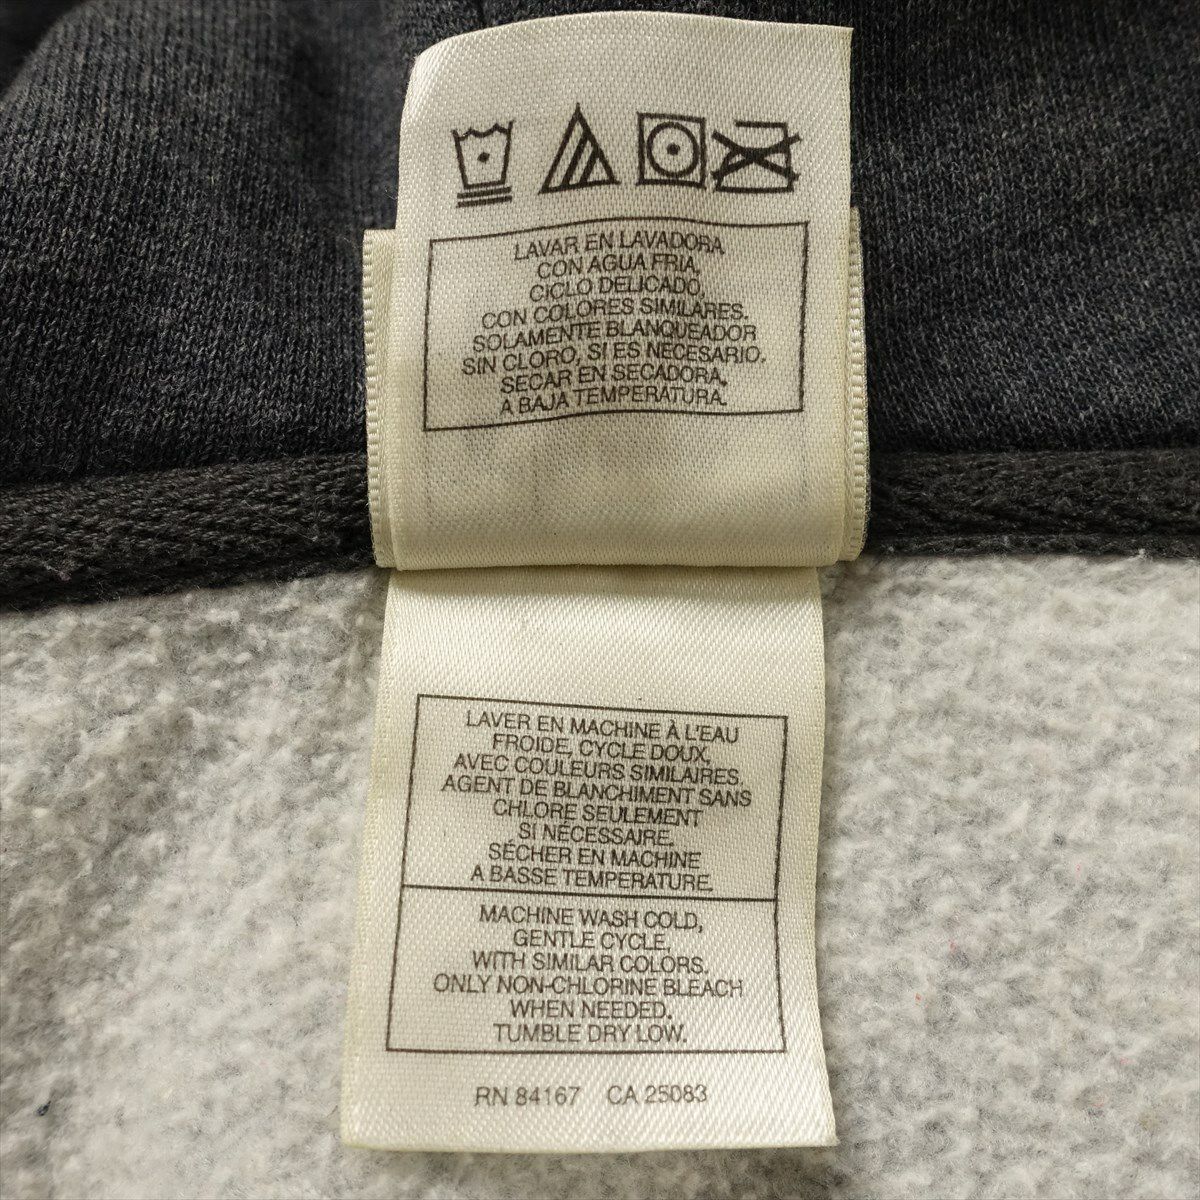 LAVAR EN LAVADORA
CON AGUA FRIA,
CICLO DELICADO,
CON COLORES SIMILARES.
SOLAMENTE BLANQUEADOR
SIN CLORO, SI ES NECESARIO.
SECAR EN SECADORA,
A BAJA TEMPERATURA.
LAVER EN MACHINE À L'EAU
FROIDE, CYCLE DOUX,
AVEC COULEURS SIMILAIRES.
AGENT DE BLANCHIMENT SANS
CHLORE SEULEMENT
SI NÉCESSAIRE.
SÉCHER EN MACHINE
A BASSE TEMPERATURE.
MACHINE WASH COLD,
GENTLE CYCLE,
WITH SIMILAR COLORS.
ONLY NON-CHLORINE BLEACH
WHEN NEEDED.
TUMBLE DRY LOW.
RN 84167 CA 25083